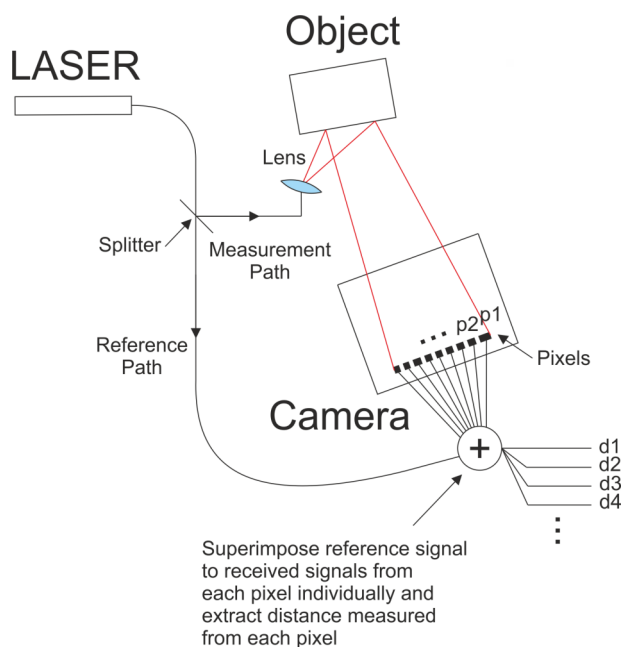 Object
LASER
Lens
Splitter
Measurement
Path
p1
p2
Reference
Path
Pixels
Camera
+
d1
d2
d3
d4
Superimpose reference signal
to received signals from
each pixel individually and
extract distance measured
from each pixel